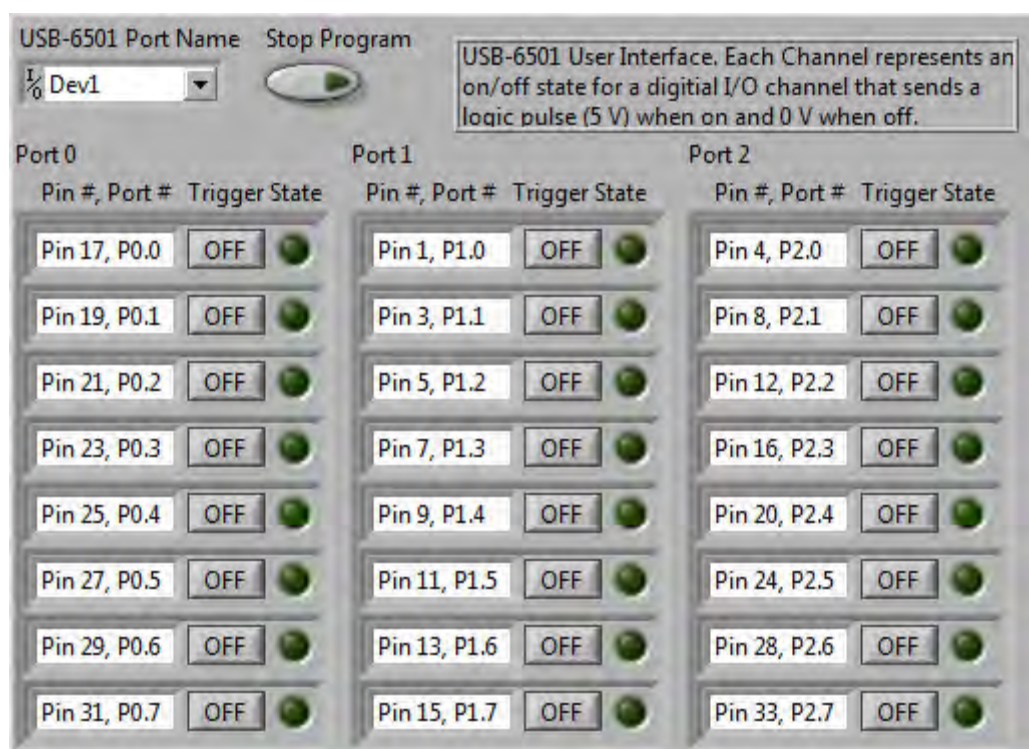 USB-6501 Port Name Stop Program
I/O Dev1
USB-6501 User Interface. Each Channel represents an
on/off state for a digitial I/O channel that sends a
logic pulse (5 V) when on and 0 V when off.
Port 0 Port 1 Port 2
Pin #, Port # Trigger State Pin #, Port # Trigger State Pin #, Port # Trigger State
Pin 17, P0.0 OFF Pin 1, P1.0 OFF Pin 4, P2.0 OFF
Pin 19, P0.1 OFF Pin 3, P1.1 OFF Pin 8, P2.1 OFF
Pin 21, P0.2 OFF Pin 5, P1.2 OFF Pin 12, P2.2 OFF
Pin 23, P0.3 OFF Pin 7, P1.3 OFF Pin 16, P2.3 OFF
Pin 25, P0.4 OFF Pin 9, P1.4 OFF Pin 20, P2.4 OFF
Pin 27, P0.5 OFF Pin 11, P1.5 OFF Pin 24, P2.5 OFF
Pin 29, P0.6 OFF Pin 13, P1.6 OFF Pin 28, P2.6 OFF
Pin 31, P0.7 OFF Pin 15, P1.7 OFF Pin 33, P2.7 OFF